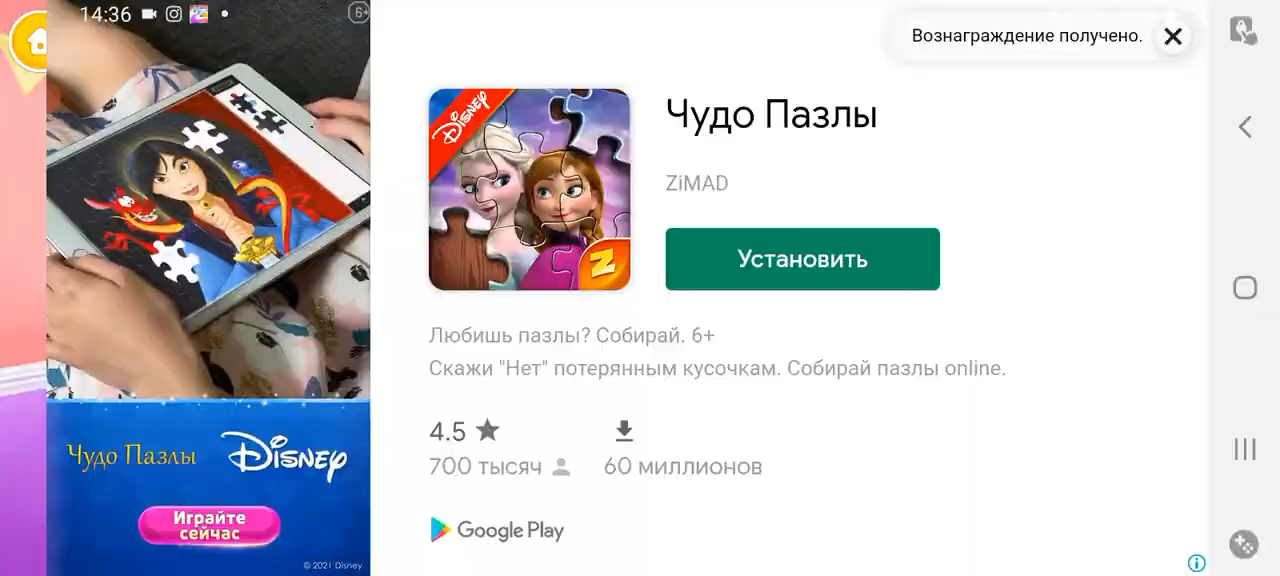 14:36
6+
Вознаграждение получено.
Disney
Z
Чудо Пазлы
ZiMAD
Установить
Любишь пазлы? Собирай. 6+
Скажи "Нет" потерянным кусочкам. Собирай пазлы online.
4.5
700 тысяч
60 миллионов
Google Play
Чудо Пазлы
Disney
Играйте
сейчас
© 2021 Disney